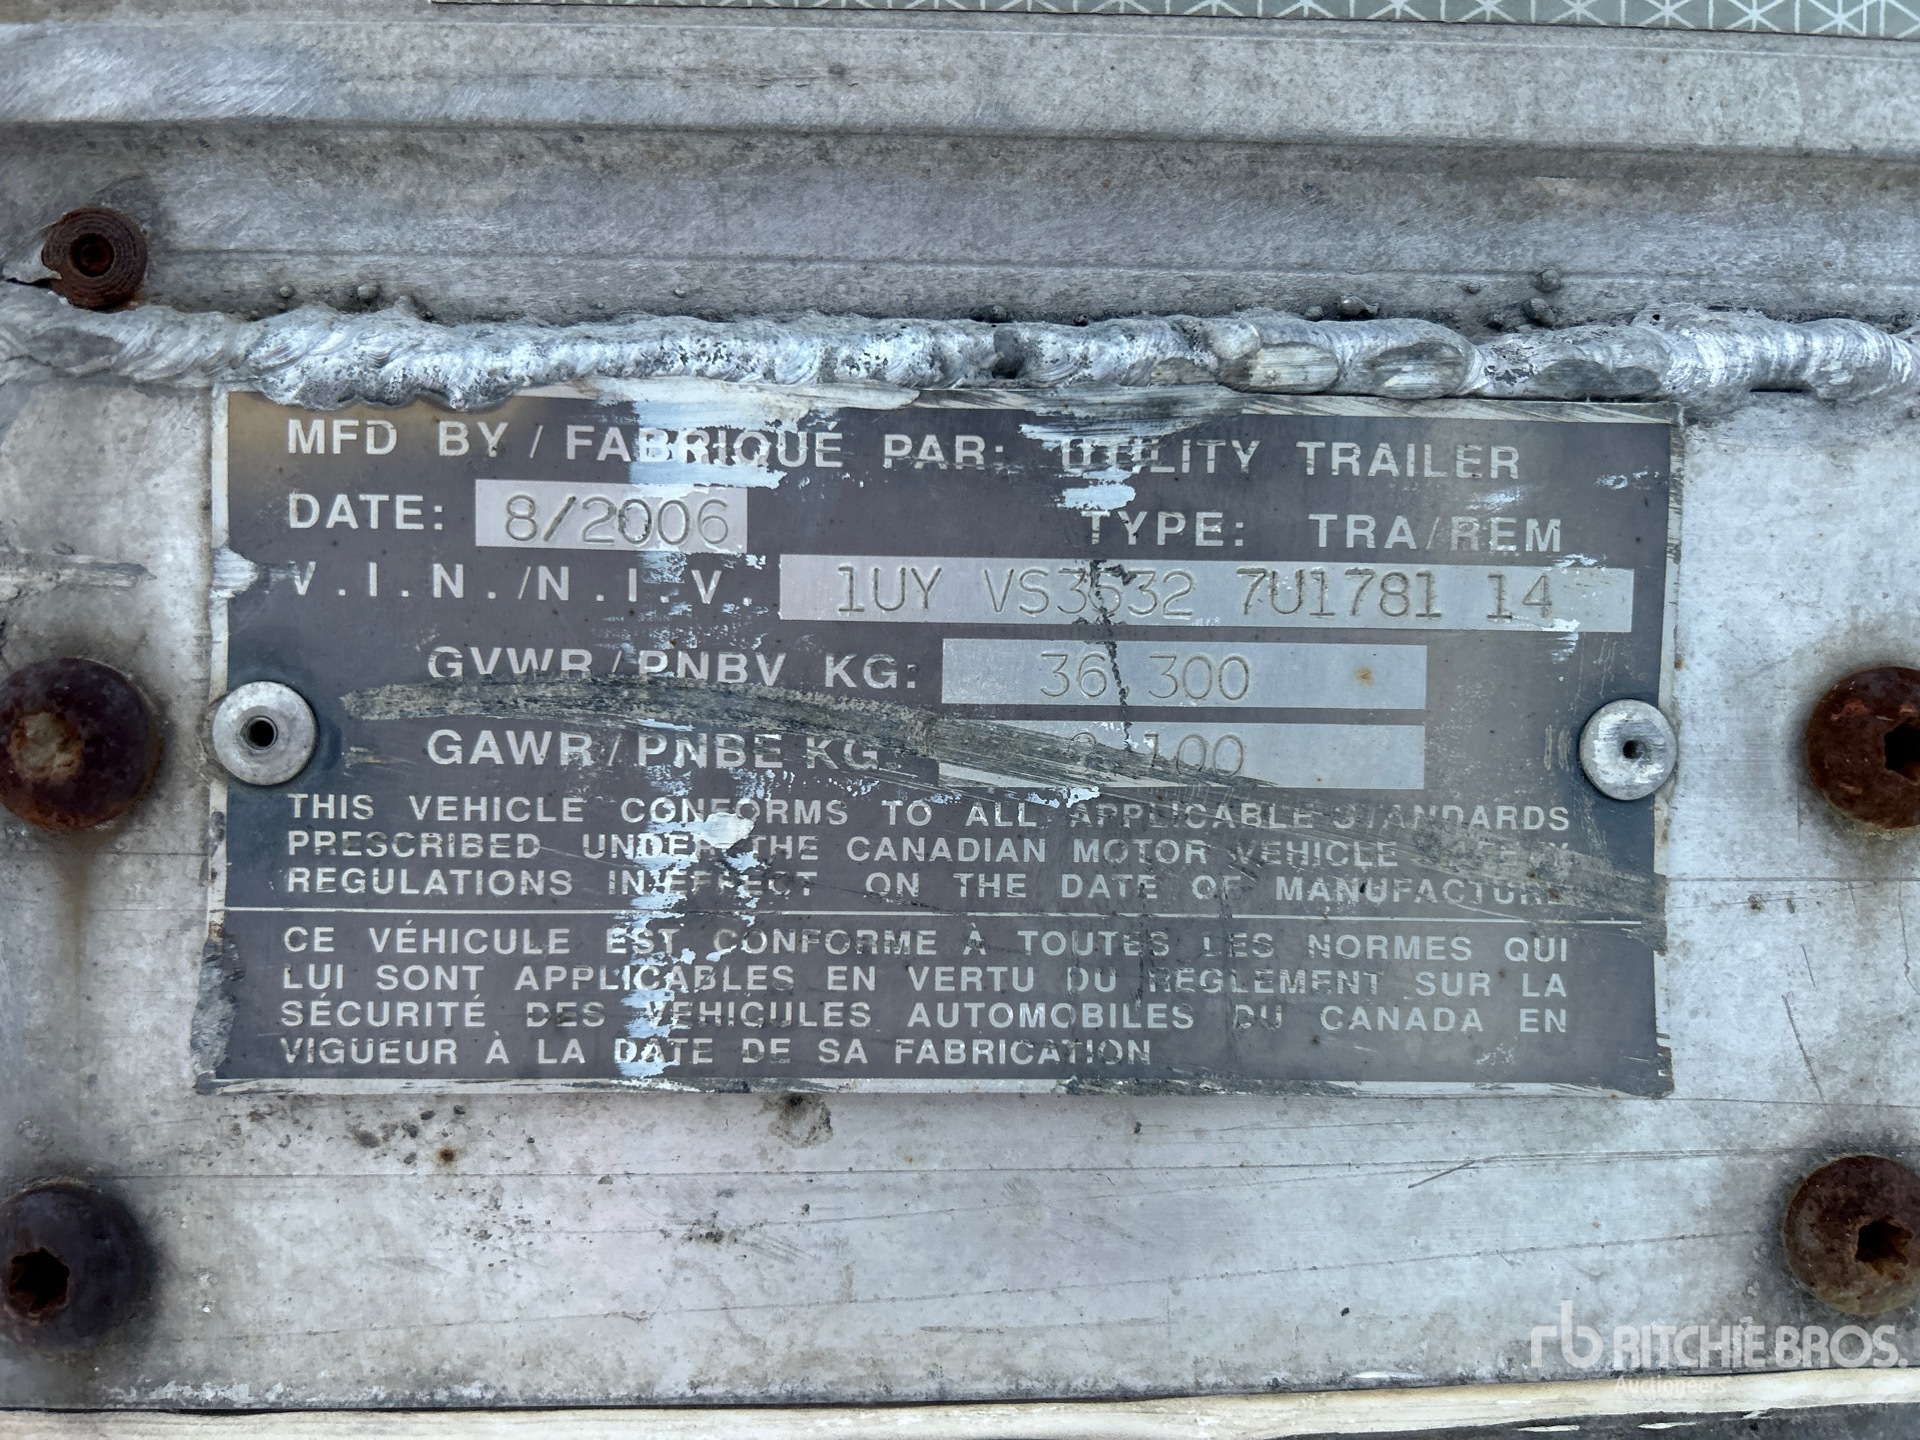 MFD BY / FABRIQUÉ PAR: UTILITY TRAILER
DATE: 8/2006 TYPE: TRA/REM
V.I.N./N.I.V. 1UY VS3532 7U1781 14
GVWR/PNBV KG: 36,300
GAWR/PNBE KG 100
THIS VEHICLE CONFORMS TO ALL APPLICABLE STANDARDS
PRESCRIBED UNDER THE CANADIAN MOTOR VEHICLE SAFETY
REGULATIONS IN EFFECT ON THE DATE OF MANUFACTURE
CE VÉHICULE EST CONFORME À TOUTES LES NORMES QUI
LUI SONT APPLICABLES EN VERTU DU RÈGLEMENT SUR LA
SÉCURITÉ DES VÉHICULES AUTOMOBILES DU CANADA EN
VIGUEUR À LA DATE DE SA FABRICATION
rb RITCHIE BROS.
Auctioneers